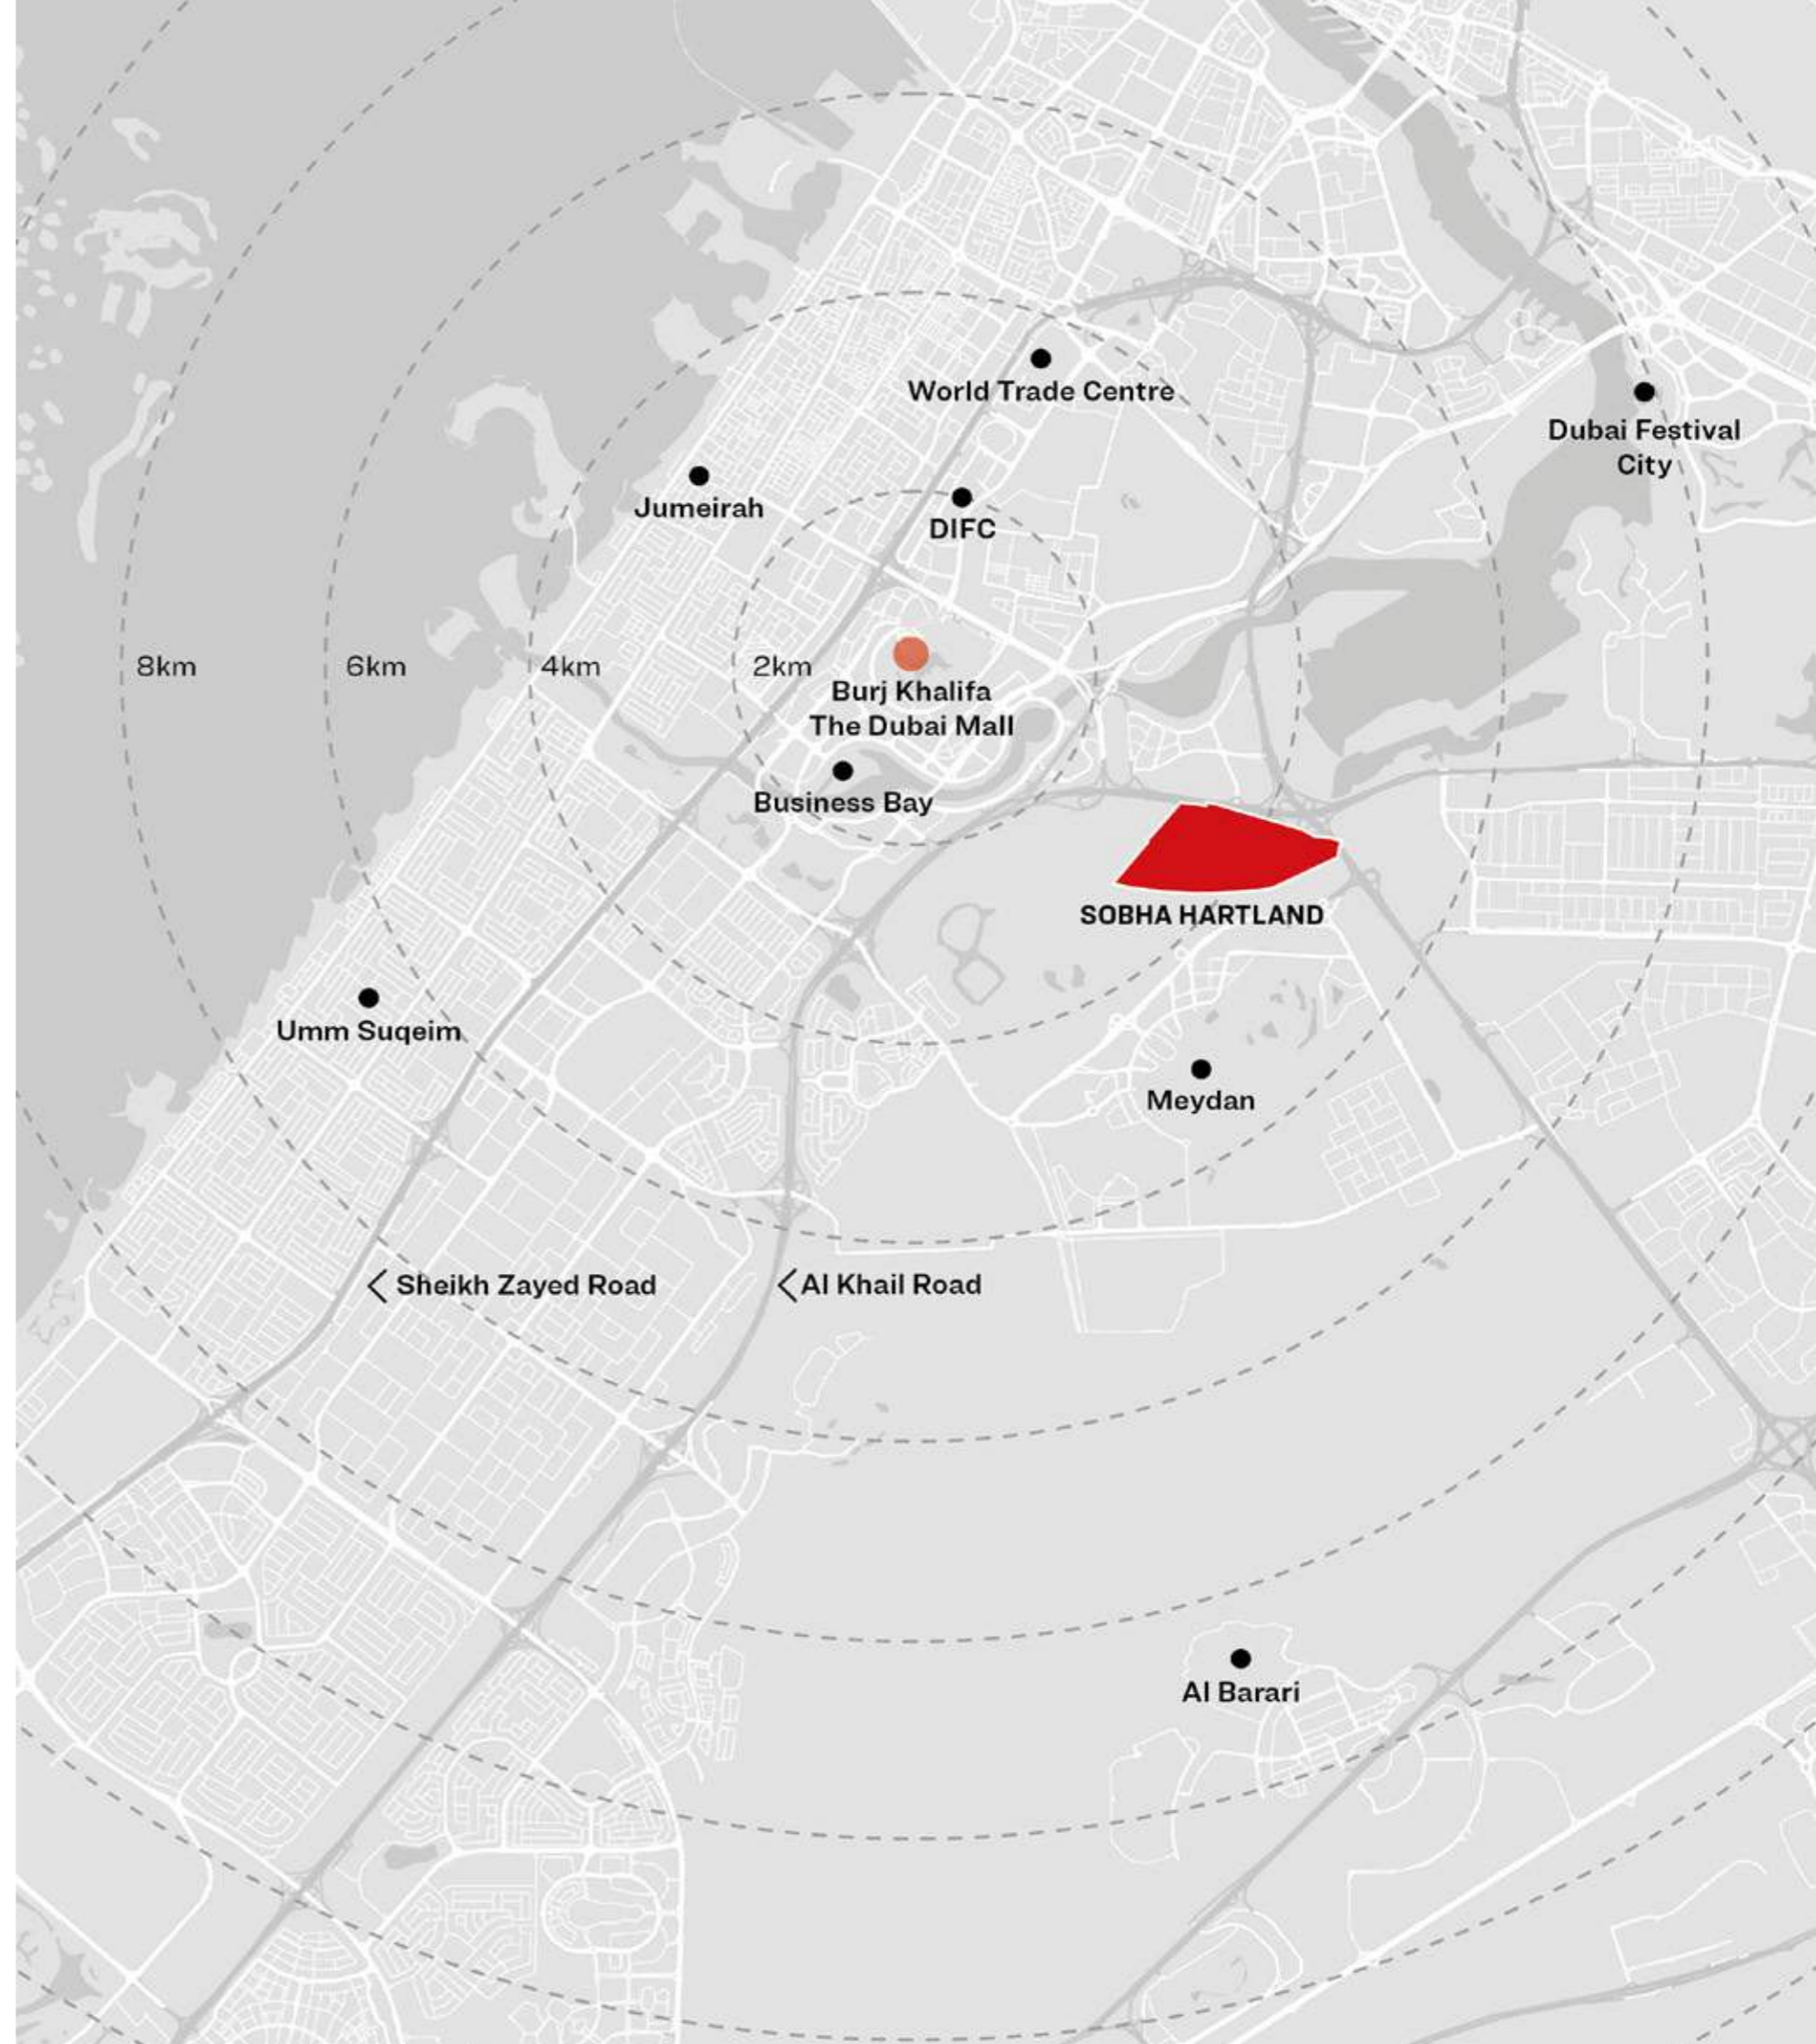 World Trade Centre
Dubai Festival
City
Jumeirah
DIFC
8km
6km
4km
2km
Burj Khalifa
The Dubai Mall
Business Bay
SOBHA HARTLAND
Umm Suqeim
Meydan
Sheikh Zayed Road
Al Khail Road
Al Barari